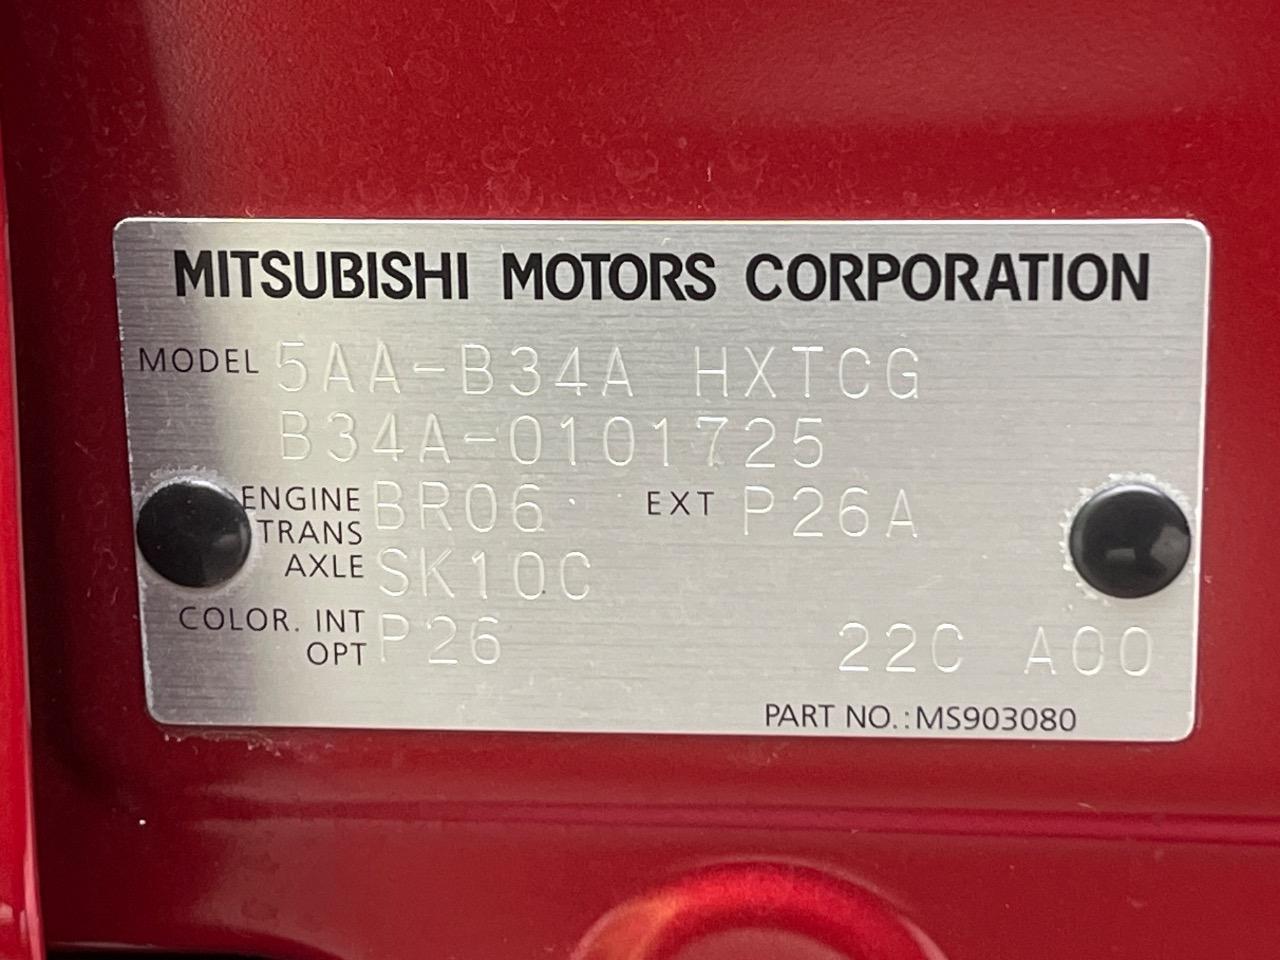 MITSUBISHI MOTORS CORPORATION
MODEL 5AA-B34A HXTCG
B34A-0101725
ENGINE BR06 EXT P26A
TRANS
AXLE SK10C
COLOR. INT
OPT P26 22C A00
PART NO.:MS903080